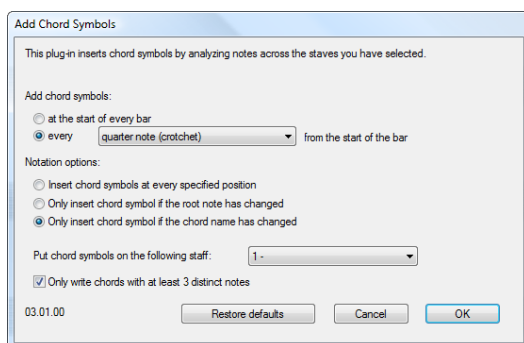 Add Chord Symbols
This plug-in inserts chord symbols by analyzing notes across the staves you have selected.
Add chord symbols:
at the start of every bar
every quarter note (crotchet) from the start of the bar
Notation options:
Insert chord symbols at every specified position
Only insert chord symbol if the root note has changed
Only insert chord symbol if the chord name has changed
Put chord symbols on the following staff: 1 -
Only write chords with at least 3 distinct notes
03.01.00 Restore defaults Cancel OK